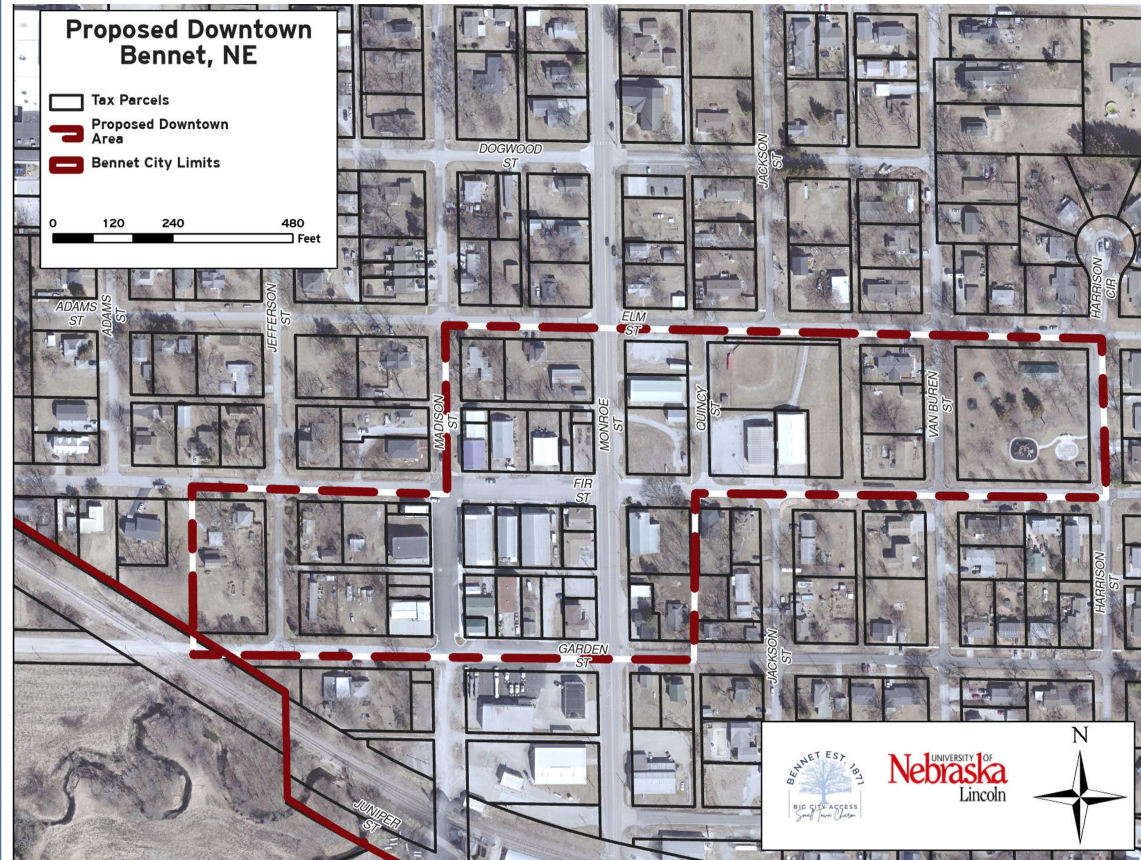 Proposed Downtown
Bennet, NE
Tax Parcels
Proposed Downtown
Area
Bennet City Limits
0 120 240 480
Feet
DOGWOOD
ST
JACKSON
ST
ADAMS
ST
ADAMS
ST
JEFFERSON
ST
HARRISON
CIR
ELM
ST
MADISON
ST
MONROE
ST
QUINCY
ST
VAN BUREN
ST
FIR
ST
HARRISON
ST
GARDEN
ST
JACKSON
ST
JUNIPER
ST
BENNET EST. 1871
BIG CITY ACCESS
Small Town Charm
UNIVERSITY OF
Nebraska
Lincoln
N